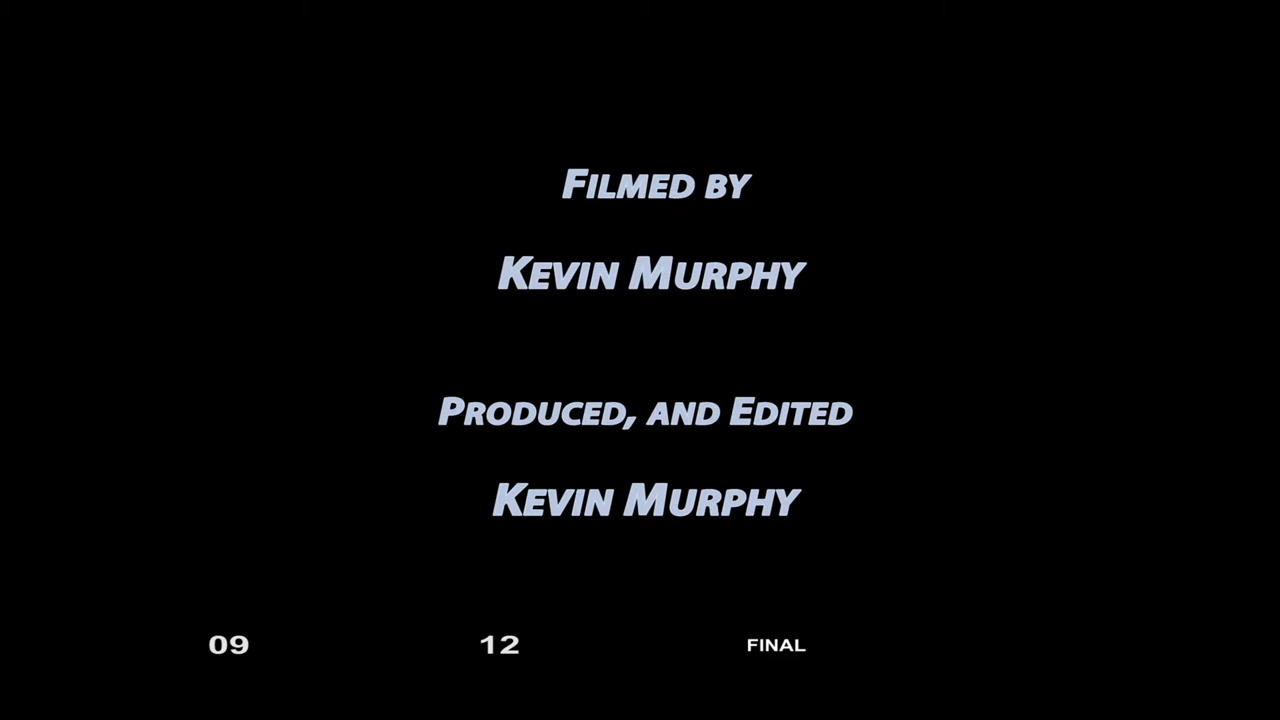 Filmed by
Kevin Murphy
Produced, and Edited
Kevin Murphy
09 12 FINAL